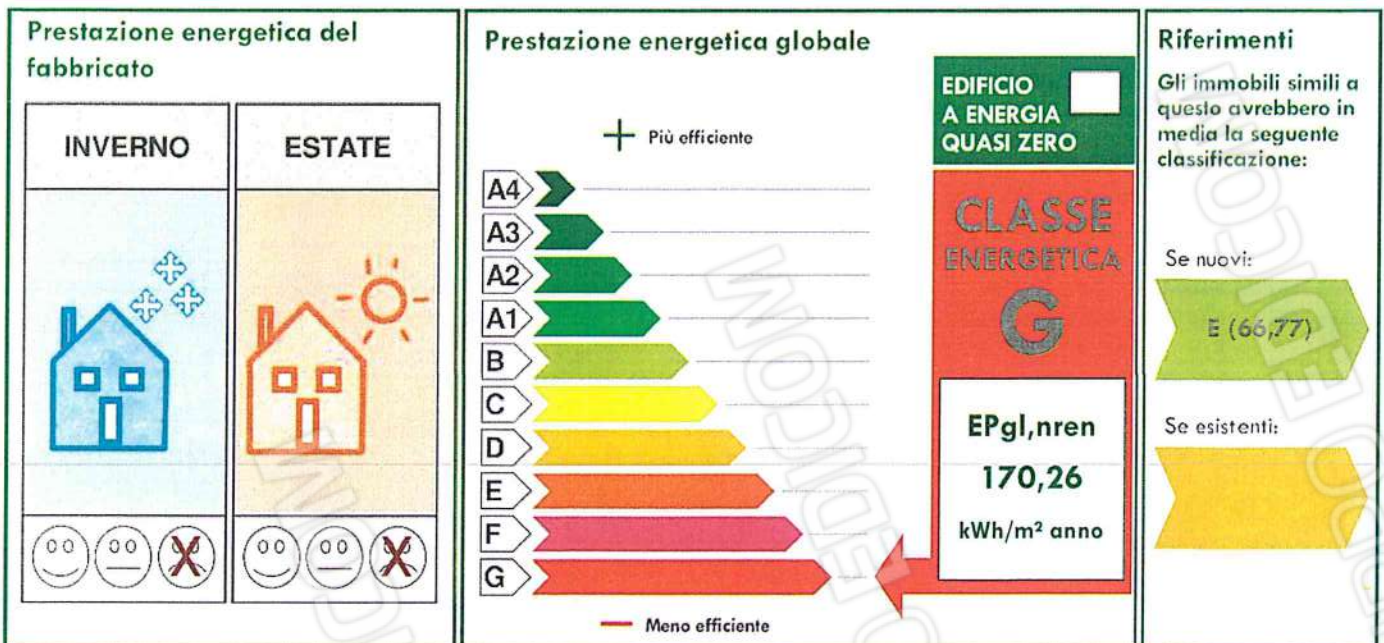 Prestazione energetica del
fabbricato
INVERNO
ESTATE
Prestazione energetica globale
Più efficiente
A4
A3
A2
A1
B
C
D
E
F
G
Meno efficiente
EDIFICIO
A ENERGIA
QUASI ZERO
CLASSE
ENERGETICA
G
EPgl,nren
170,26
kWh/m² anno
Riferimenti
Gli immobili simili a
questo avrebbero in
media la seguente
classificazione:
Se nuovi:
E (66,77)
Se esistenti: